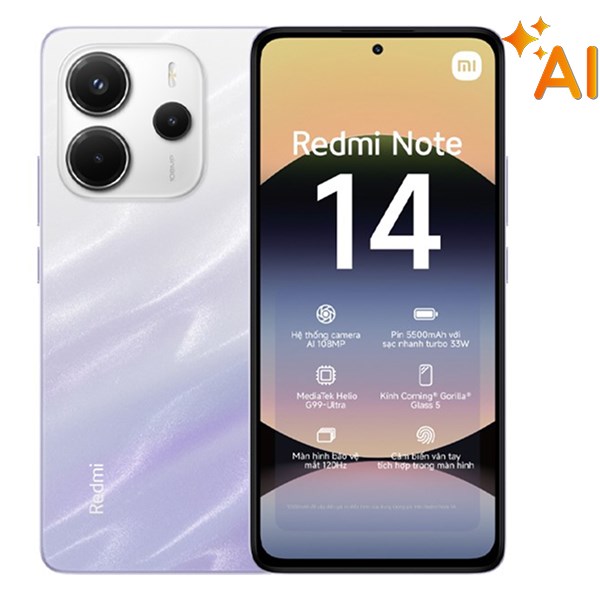 AI
mi
Redmi Note
14
Hệ thống camera
AI 108MP
Pin 5500mAh với
sạc nhanh turbo 33W
MediaTek Helio
G99-Ultra
Kính Corning® Gorilla®
Glass 5
Màn hình bảo vệ
mắt 120Hz
Cảm biến vân tay
tích hợp trong màn hình
108MP
Redmi